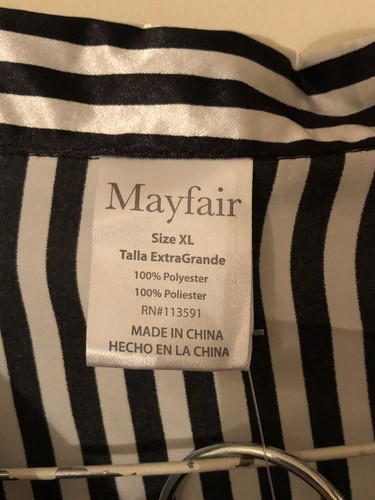 Mayfair
Size XL
Talla ExtraGrande
100% Polyester
100% Poliester
RN#113591
MADE IN CHINA
HECHO EN LA CHINA